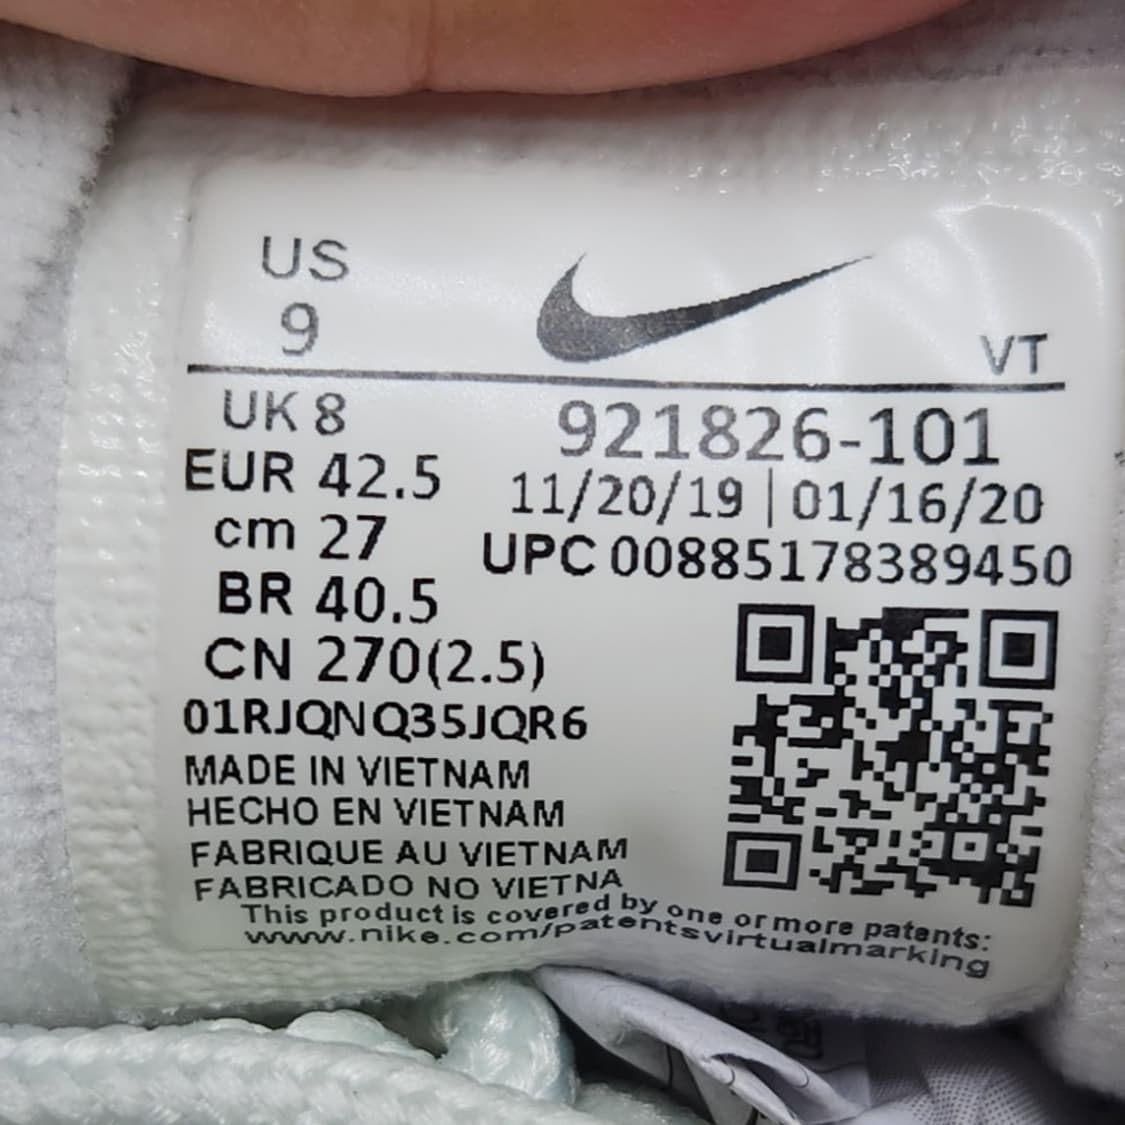 US
9
VT
UK 8
EUR 42.5
cm 27
BR 40.5
CN 270(2.5)
921826-101
11/20/19 | 01/16/20
UPC 00885178389450
01RJQNQ35JQR6
MADE IN VIETNAM
HECHO EN VIETNAM
FABRIQUE AU VIETNAM
FABRICADO NO VIETNA
This product is covered by one or more patents:
www.nike.com/patentsvirtualmarking